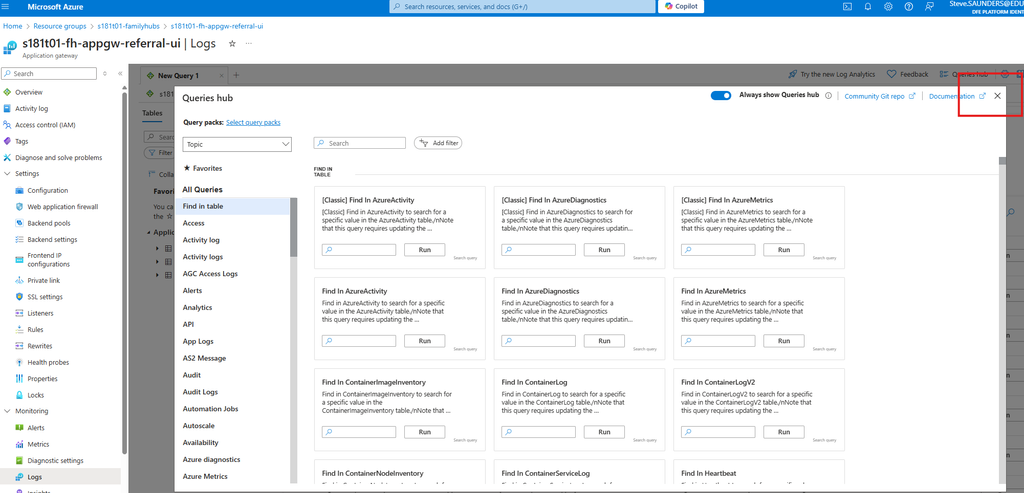 Microsoft Azure
Search resources, services, and docs (G+/)
Copilot
Steve.SAUNDERS@EDU
DFE PLATFORM IDENT
Home > Resource groups > s181t01-familyhubs > s181t01-fh-appgw-referral-ui
s181t01-fh-appgw-referral-ui | Logs
Application gateway
Search
Overview
Activity log
Access control (IAM)
Tags
Diagnose and solve problems
Settings
Configuration
Web application firewall
Backend pools
Backend settings
Frontend IP
configurations
Private link
SSL settings
Listeners
Rules
Rewrites
Health probes
Properties
Locks
Monitoring
Alerts
Metrics
Diagnostic settings
Logs
Insights
New Query 1
Try the new Log Analytics
Feedback
Queries hub
s181
Tables
Searc
Filter
Colla
Favori
You ca
the
Applic
Queries hub
Always show Queries hub
Community Git repo
Documentation
Query packs: Select query packs
Topic
Search
Add filter
Favorites
All Queries
Find in table
Access
Activity log
Activity logs
AGC Access Logs
Alerts
Analytics
API
App Logs
AS2 Message
Audit
Audit Logs
Automation Jobs
Autoscale
Availability
Azure diagnostics
Azure Metrics
FIND IN
TABLE
[Classic] Find In AzureActivity
[Classic] Find in AzureActivity to search for
a specific value in the AzureActivity table./nNote
that this query requires updating the ...
Run
Search query
[Classic] Find In AzureDiagnostics
[Classic] Find in AzureDiagnostics to search for
a specific value in the AzureDiagnostics
table./nNote that this query requires updatin...
Run
Search query
[Classic] Find In AzureMetrics
[Classic] Find in AzureMetrics to search for a
specific value in the AzureMetrics table./nNote
that this query requires updating the ...
Run
Search query
Find In AzureActivity
Find in AzureActivity to search for a specific
value in the AzureActivity table./nNote that
this query requires updating the ...
Run
Search query
Find In AzureDiagnostics
Find in AzureDiagnostics to search for a
specific value in the AzureDiagnostics
table./nNote that this query requires updating ...
Run
Search query
Find In AzureMetrics
Find in AzureMetrics to search for a specific
value in the AzureMetrics table./nNote that
this query requires updating the ...
Run
Search query
Find In ContainerImageInventory
Find in ContainerImageInventory to search for
a specific value in the
ContainerImageInventory table./nNote that ...
Run
Search query
Find In ContainerLog
Find in ContainerLog to search for a specific
value in the ContainerLog table./nNote that
this query requires updating the ...
Run
Search query
Find In ContainerLogV2
Find in ContainerLogV2 to search for a specific
value in the ContainerLogV2 table./nNote that
this query requires updating the ...
Run
Search query
Find In ContainerNodeInventory
Find In ContainerServiceLog
Find In Heartbeat